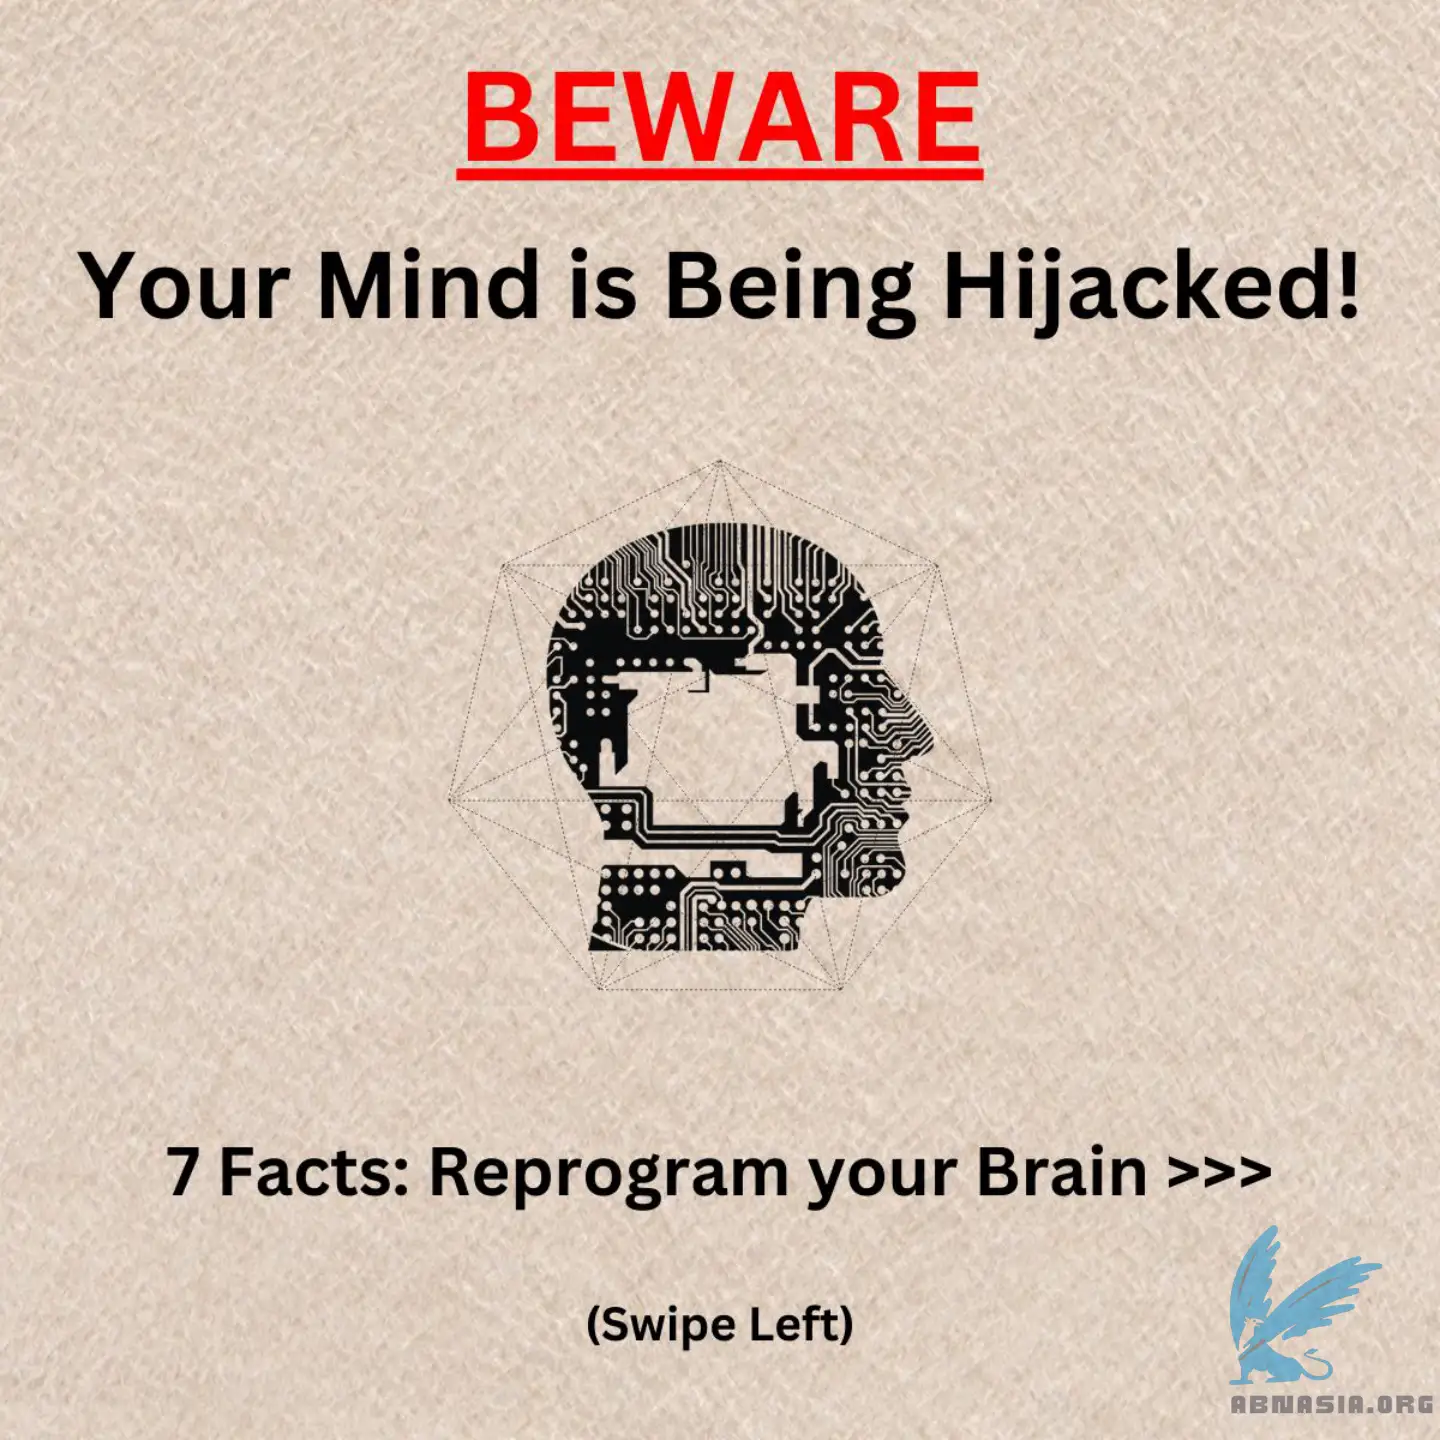 BEWARE
Your Mind is Being Hijacked!
7 Facts: Reprogram your Brain >>>
(Swipe Left)
ABNASIA.ORG